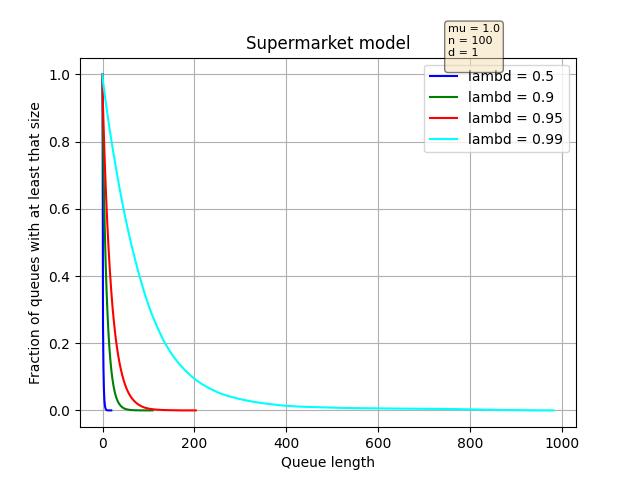 mu = 1.0
n = 100
d = 1
Supermarket model
lambd = 0.5
lambd = 0.9
lambd = 0.95
lambd = 0.99
Fraction of queues with at least that size
1.0
0.8
0.6
0.4
0.2
0.0
0 200 400 600 800 1000
Queue length